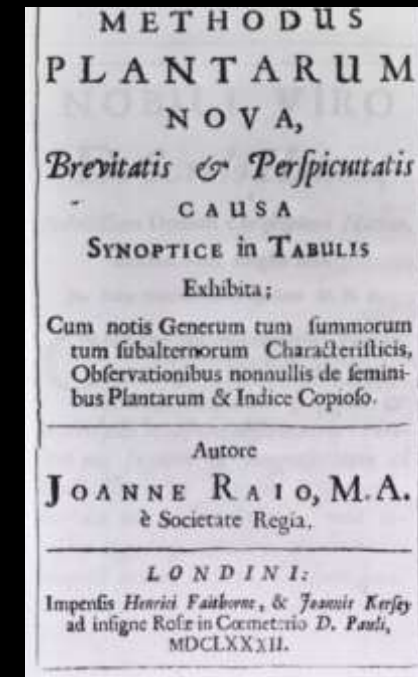 METHODUS
PLANTARUM
NOVA,
Brevitatis & Perſpicuitatis
CAUSA
SYNOPTICE in TABULIS
Exhibita;
Cum notis Generum tum ſummorum
tum ſubalternorum Characteriſticis,
Obſervationibus nonnullis de ſemini-
bus Plantarum & Indice Copioſo.
Autore
JOANNE RAIO, M.A.
è Societate Regia.
LONDINI:
Impenſis Henrici Faithorne, & Joannis Kerſey
ad inſigne Roſæ in Cœmeterio D. Pauli,
MDCLXXXII.